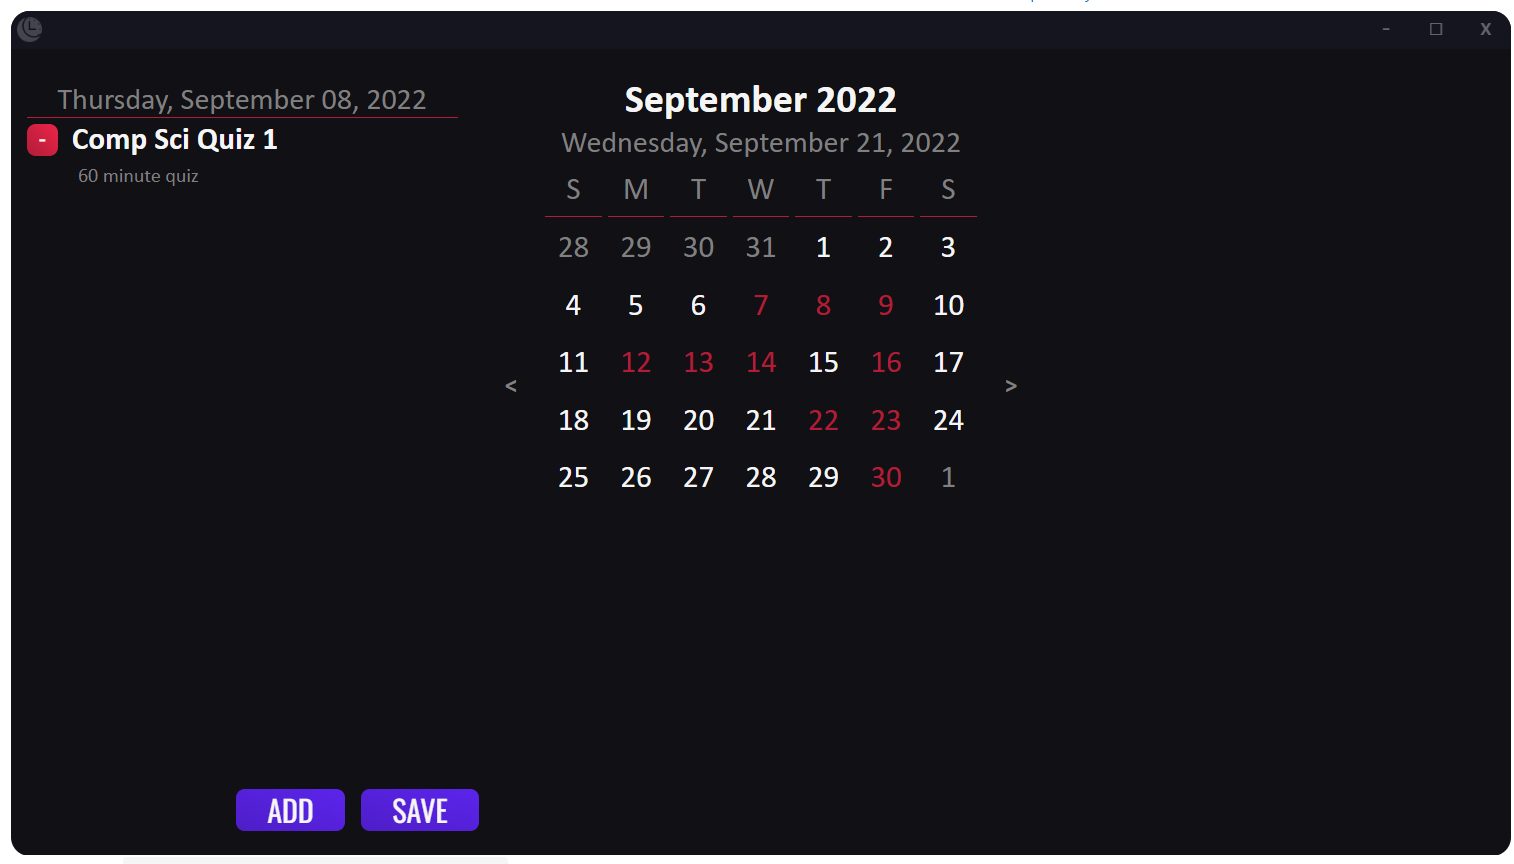 - □ X
Thursday, September 08, 2022
- Comp Sci Quiz 1
60 minute quiz
September 2022
Wednesday, September 21, 2022
S M T W T F S
28 29 30 31 1 2 3
4 5 6 7 8 9 10
11 12 13 14 15 16 17
< >
18 19 20 21 22 23 24
25 26 27 28 29 30 1
ADD SAVE